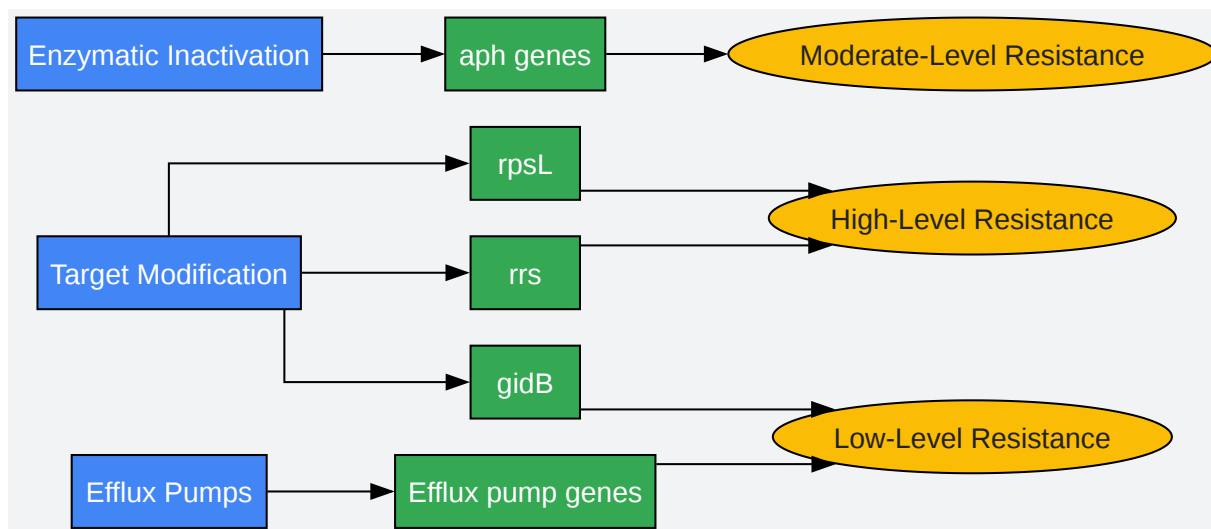 Enzymatic Inactivation
aph genes
Moderate-Level Resistance
rpsL
High-Level Resistance
Target Modification
rrs
gidB
Low-Level Resistance
Efflux Pumps
Efflux pump genes